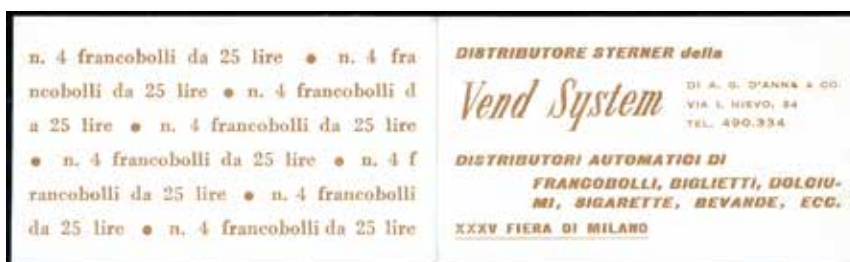 n. 4 francobolli da 25 lire ● n. 4 fra
ncobolli da 25 lire ● n. 4 francobolli d
a 25 lire ● n. 4 francobolli da 25 lire
● n. 4 francobolli da 25 lire ● n. 4 f
rancobolli da 25 lire ● n. 4 francobolli
da 25 lire ● n. 4 francobolli da 25 lire
DISTRIBUTORE STERNER della
Vend System
DI A. G. D'ANNA & CO.
VIA I. NIEVO, 34
TEL. 490.334
DISTRIBUTORI AUTOMATICI DI
FRANCOBOLLI, BIGLIETTI, DOLCIU-
MI, SIGARETTE, BEVANDE, ECC.
XXXV FIERA DI MILANO